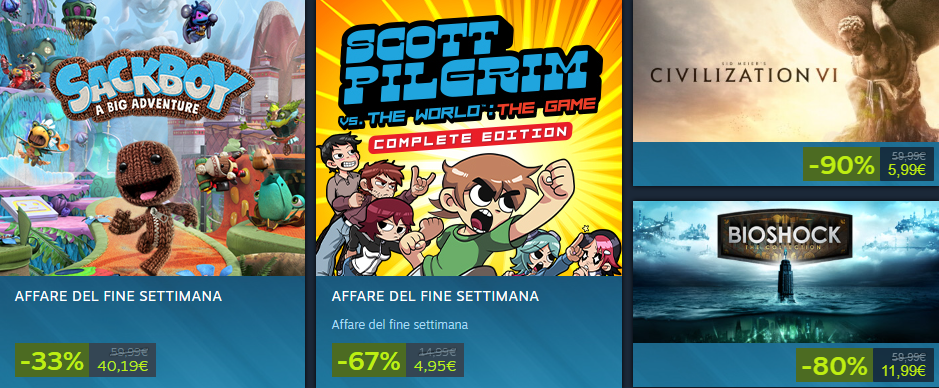 SACKBOY
A BIG ADVENTURE
AFFARE DEL FINE SETTIMANA
-33%
59,99€
40,19€
SCOTT
PILGRIM
VS. THE WORLD™: THE GAME
COMPLETE EDITION
AFFARE DEL FINE SETTIMANA
Affare del fine settimana
-67%
14,99€
4,95€
SID MEIER'S
CIVILIZATION VI
-90%
59,99€
5,99€
BIOSHOCK
THE COLLECTION
-80%
59,99€
11,99€